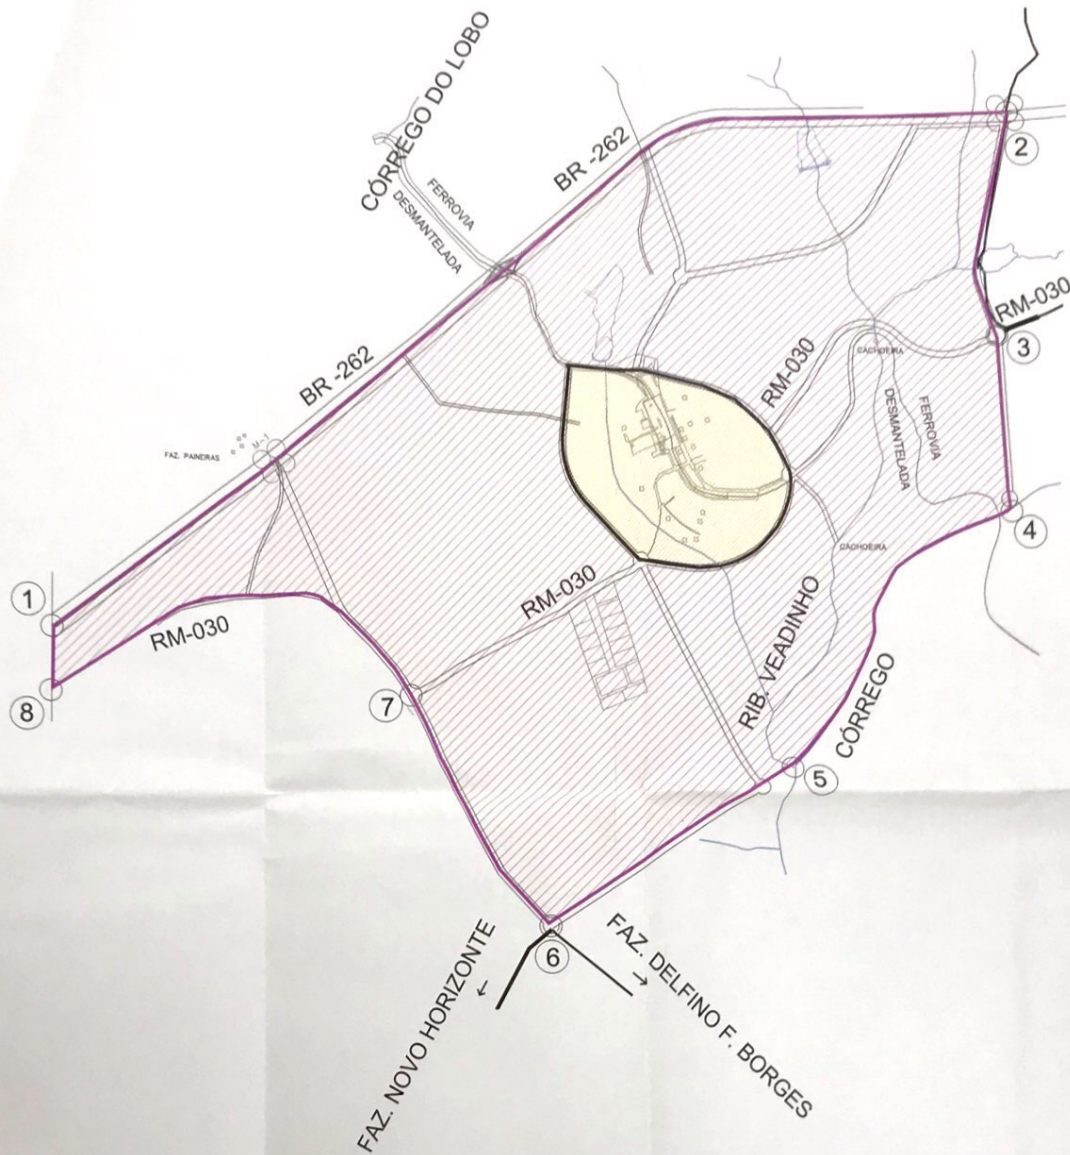 CÓRREGO DO LOBO
FERROVIA
DESMANTELADA
BR -262
2
RM-030
3
BR -262
RM-030
CACHOEIRA
FERROVIA
DESMANTELADA
M-1
FAZ. PAINEIRAS
4
CACHOEIRA
1
RM-030
RM-030
RIB. VEADINHO
8
7
CÓRREGO
5
6
FAZ. NOVO HORIZONTE
FAZ. DELFINO F. BORGES